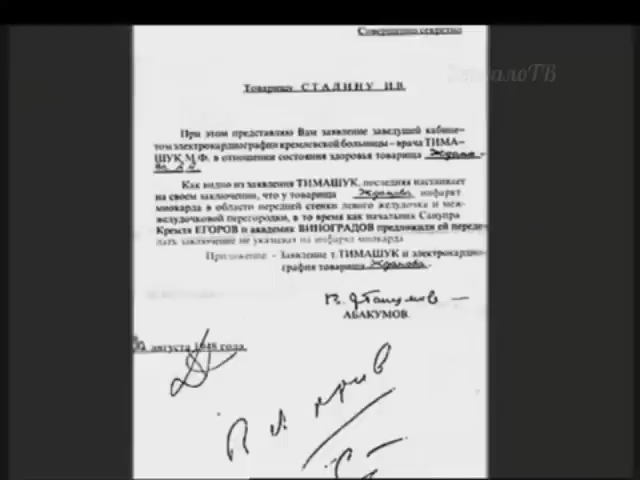 Совершенно секретно
ЗеркалоТВ
Товарищу СТАЛИНУ И.В.
При этом представляю Вам заявление заведущей кабине-
том электрокардиографии кремлевской больницы – врача ТИМА-
ШУК М.Ф. в отношении состояния здоровья товарища Ждано-
ва А.А.
Как видно из заявления ТИМАШУК, последняя настаивает
на своем заключении, что у товарища Жданова инфаркт
миокарда в области передней стенки левого желудочка и меж-
желудочковой перегородки, в то время как начальник Санупра
Кремля ЕГОРОВ и академик ВИНОГРАДОВ предложили ей переде-
лать заключение не указывая на инфаркт миокарда
Приложение – Заявление т. ТИМАШУК и электрокардио-
графия товарища Жданова.
АБАКУМОВ.
августа 1948 года.